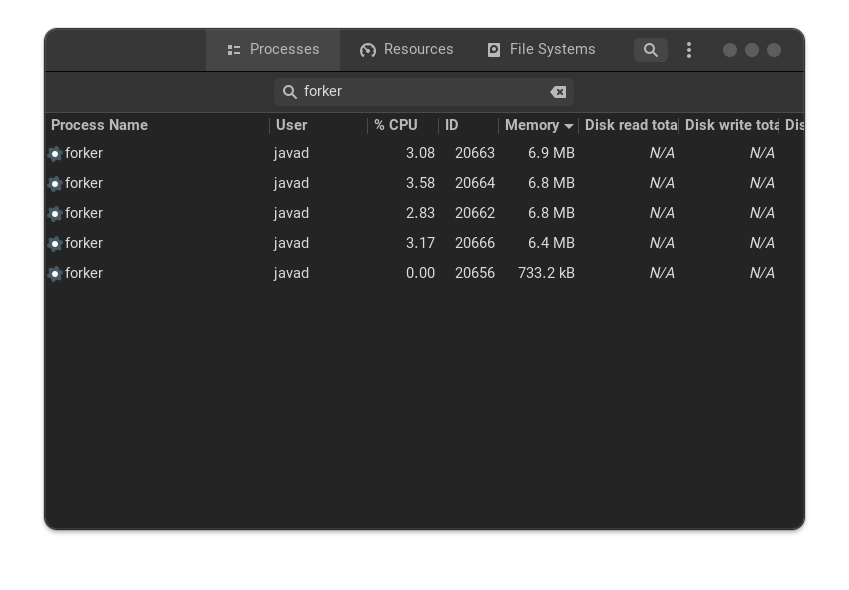 Processes Resources File Systems
forker
Process Name User % CPU ID Memory Disk read tota Disk write tota Dis
forker javad 3.08 20663 6.9 MB N/A N/A
forker javad 3.58 20664 6.8 MB N/A N/A
forker javad 2.83 20662 6.8 MB N/A N/A
forker javad 3.17 20666 6.4 MB N/A N/A
forker javad 0.00 20656 733.2 kB N/A N/A